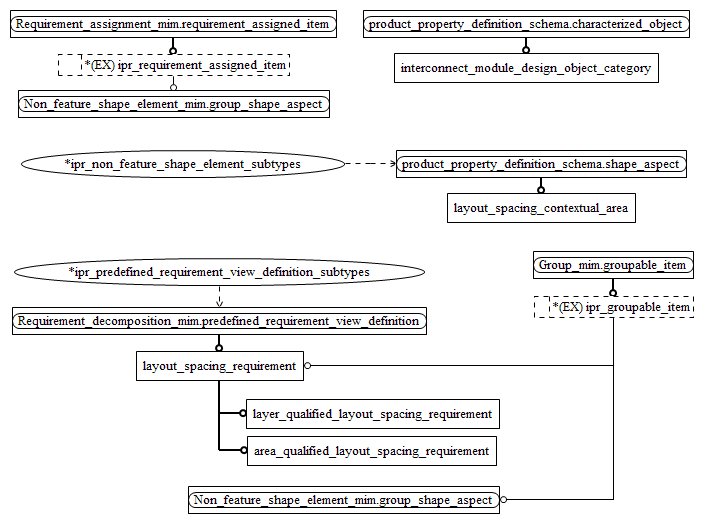 Requirement_assignment_mim.requirement_assigned_item
product_property_definition_schema.characterized_object
*(EX) ipr_requirement_assigned_item
interconnect_module_design_object_category
Non_feature_shape_element_mim.group_shape_aspect
*ipr_non_feature_shape_element_subtypes
product_property_definition_schema.shape_aspect
layout_spacing_contextual_area
*ipr_predefined_requirement_view_definition_subtypes
Group_mim.groupable_item
*(EX) ipr_groupable_item
Requirement_decomposition_mim.predefined_requirement_view_definition
layout_spacing_requirement
layer_qualified_layout_spacing_requirement
area_qualified_layout_spacing_requirement
Non_feature_shape_element_mim.group_shape_aspect